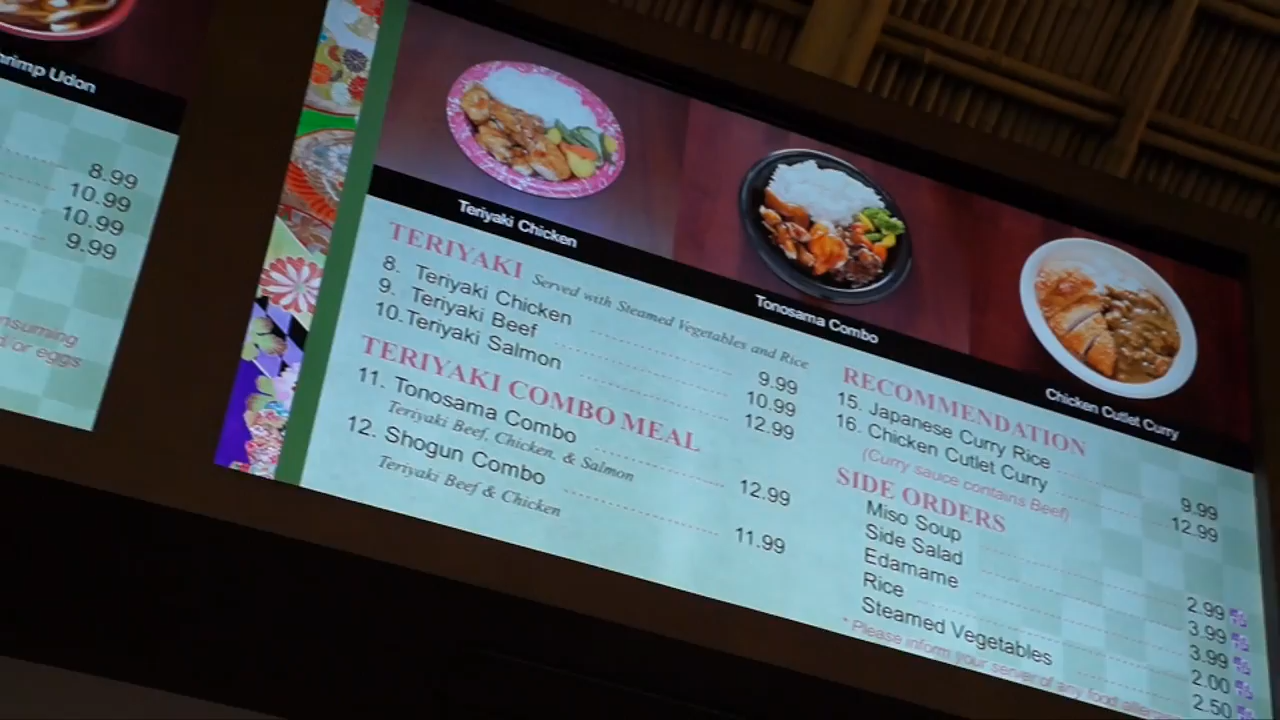 hrimp Udon
8.99
10.99
10.99
9.99
nsuming
d or eggs
Teriyaki Chicken
Tonosama Combo
Chicken Cutlet Curry
TERIYAKI Served with Steamed Vegetables and Rice
8. Teriyaki Chicken 9.99
9. Teriyaki Beef 10.99
10. Teriyaki Salmon 12.99
TERIYAKI COMBO MEAL
11. Tonosama Combo 12.99
Teriyaki Beef, Chicken, & Salmon
12. Shogun Combo 11.99
Teriyaki Beef & Chicken
RECOMMENDATION
15. Japanese Curry Rice 9.99
16. Chicken Cutlet Curry 12.99
(Curry sauce contains Beef)
SIDE ORDERS
Miso Soup 2.99
Side Salad 3.99
Edamame 3.99
Rice 2.00
Steamed Vegetables 2.50
* Please inform your server of any food